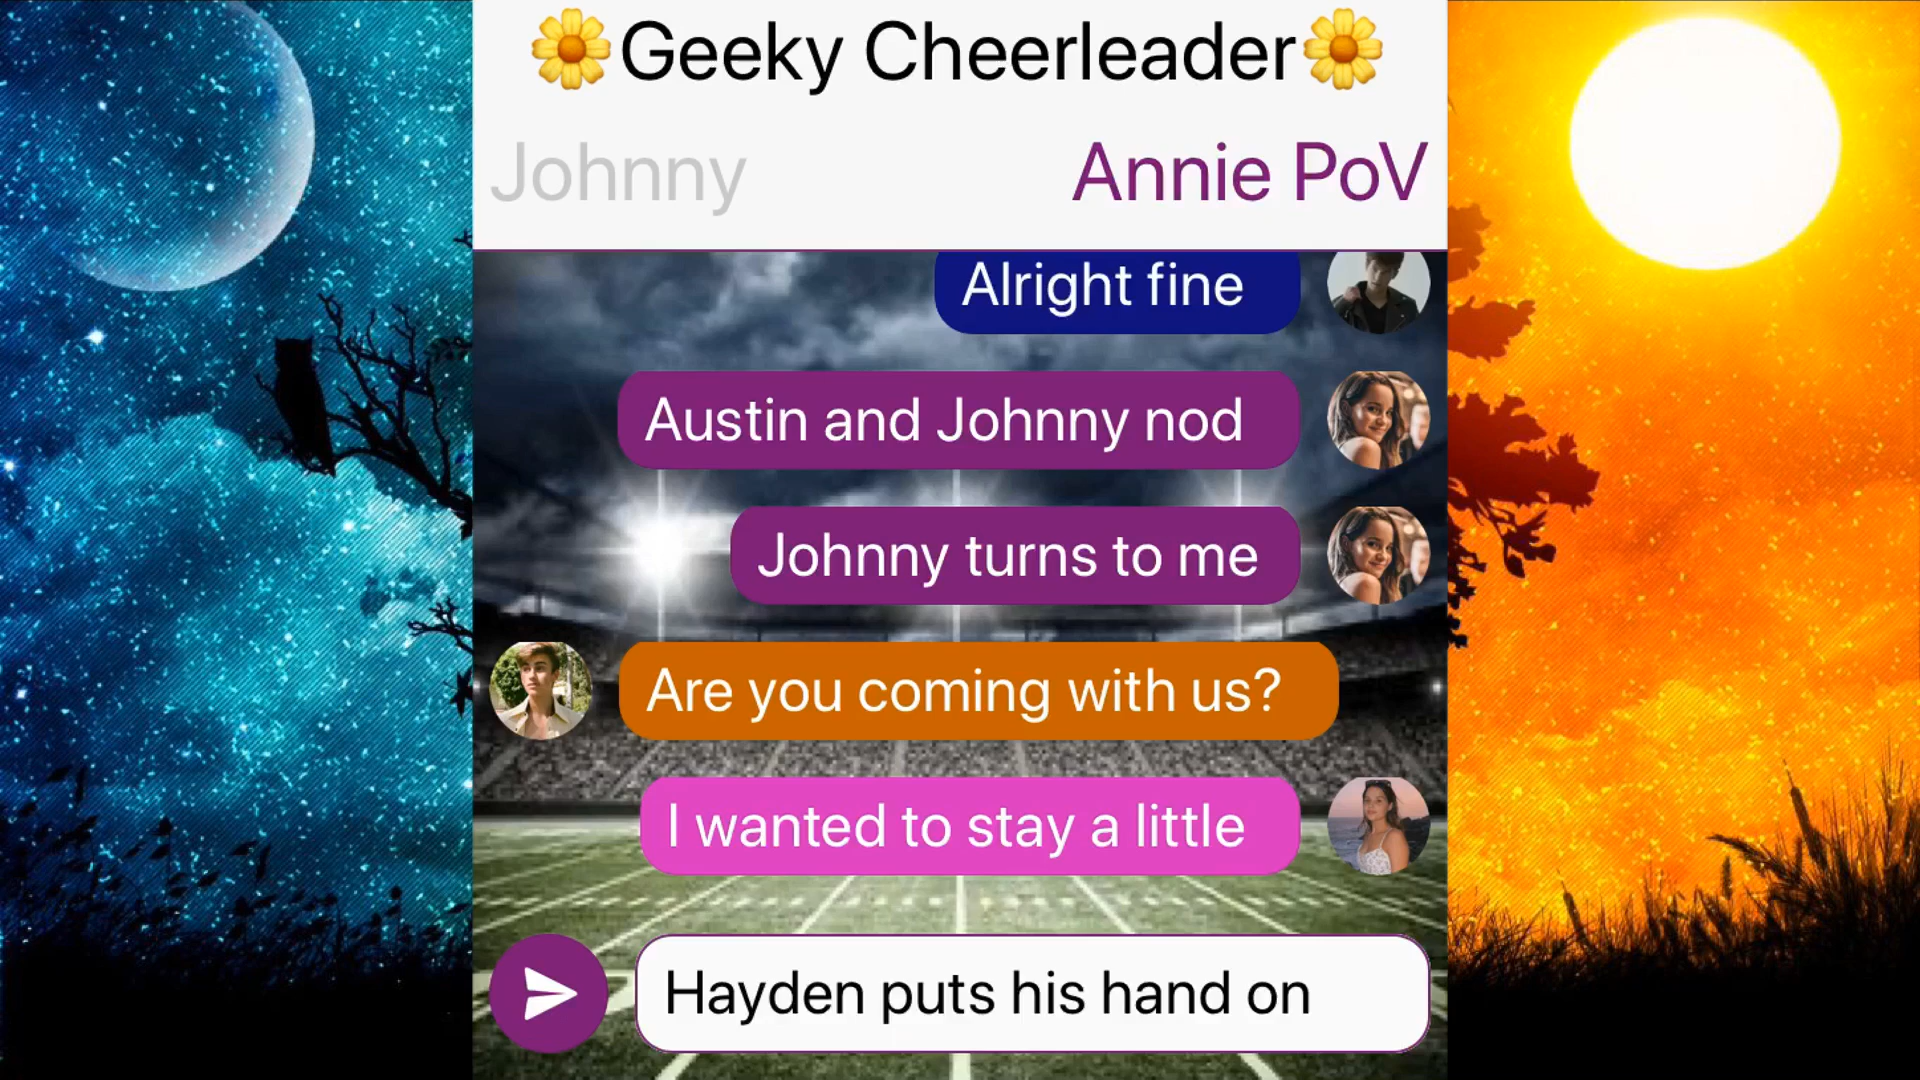 🌼Geeky Cheerleader🌼
Johnny
Annie PoV
Alright fine
Austin and Johnny nod
Johnny turns to me
Are you coming with us?
I wanted to stay a little
Hayden puts his hand on